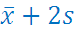 x̄ + 2s